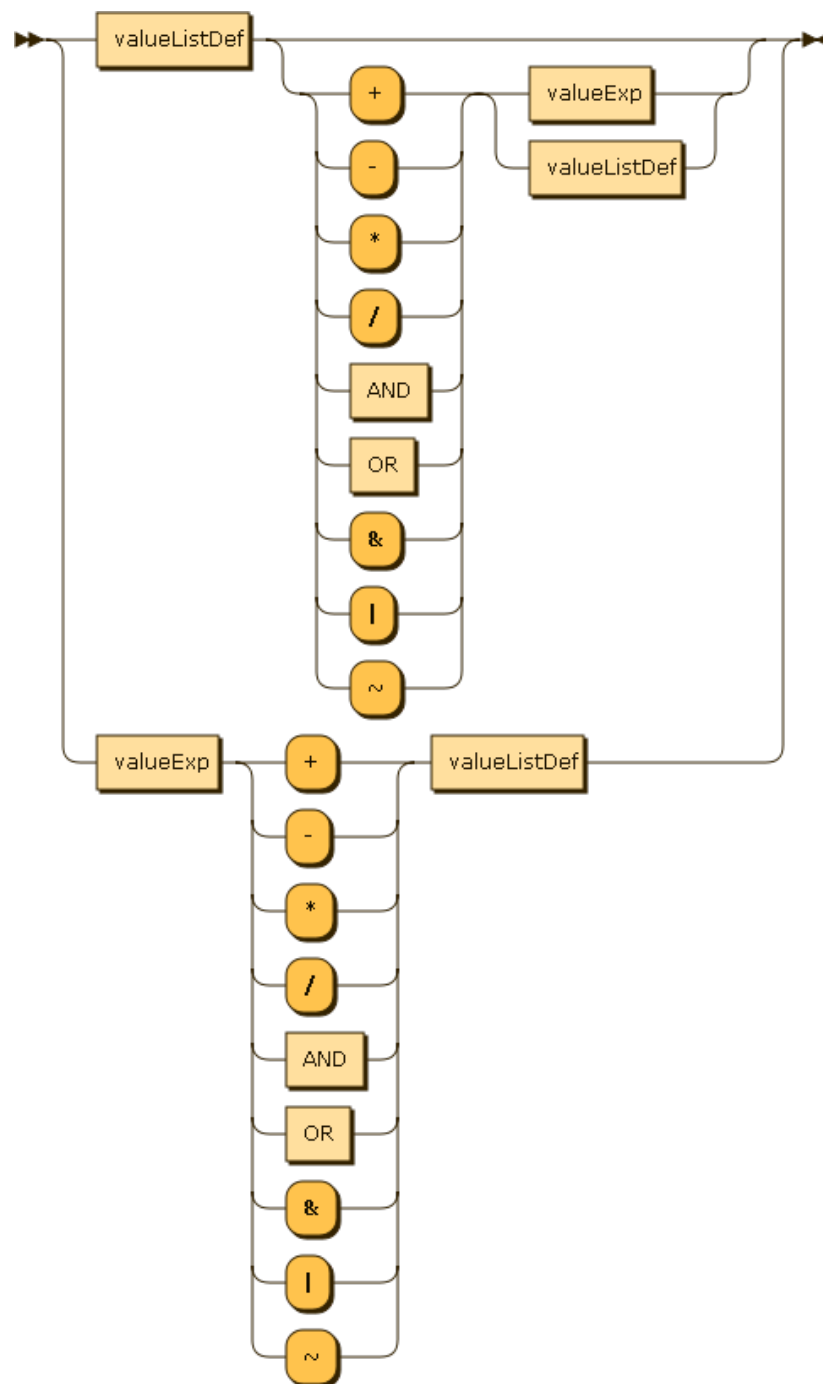 valueListDef
+ valueExp
- valueListDef
*
/
AND
OR
&
|
~
valueExp + valueListDef
-
*
/
AND
OR
&
|
~